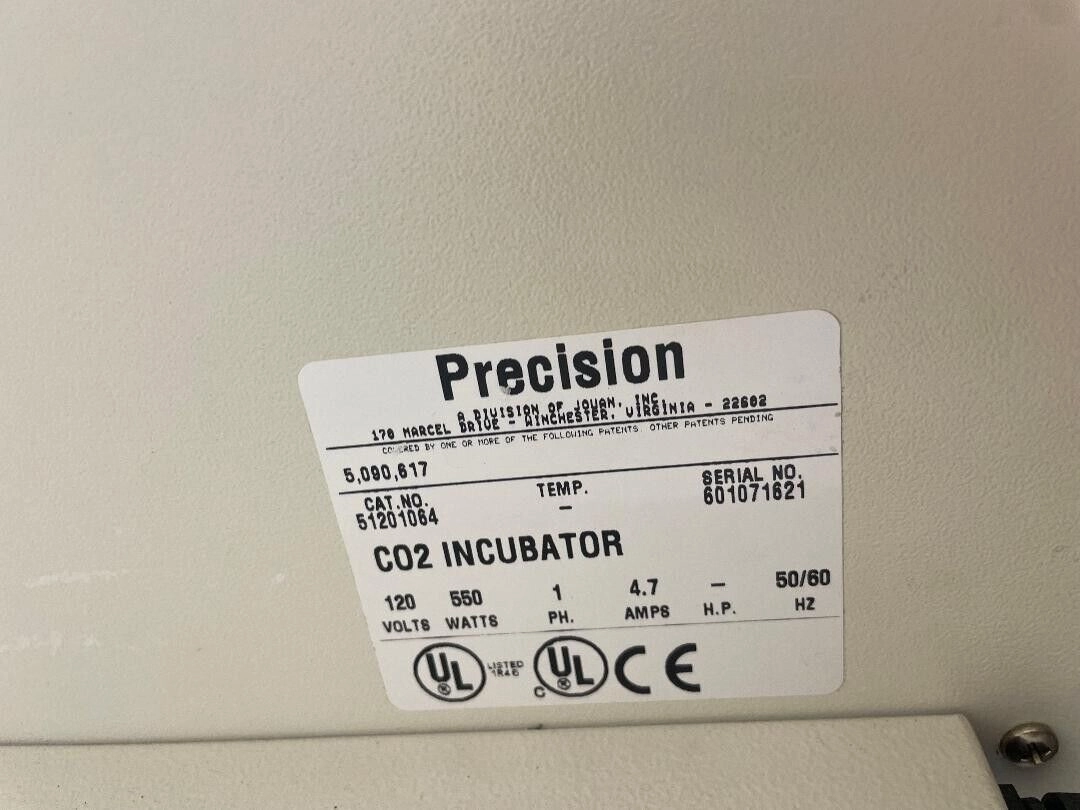 Precision
A DIVISION OF JOUAN, INC.
170 MARCEL DRIVE - WINCHESTER, VIRGINIA - 22602
COVERED BY ONE OR MORE OF THE FOLLOWING PATENTS. OTHER PATENTS PENDING
5,090,617
CAT.NO. TEMP. SERIAL NO.
51201064 - 601071621
CO2 INCUBATOR
120 550 1 4.7 - 50/60
VOLTS WATTS PH. AMPS H.P. HZ
UL LISTED C UL CE
®
®